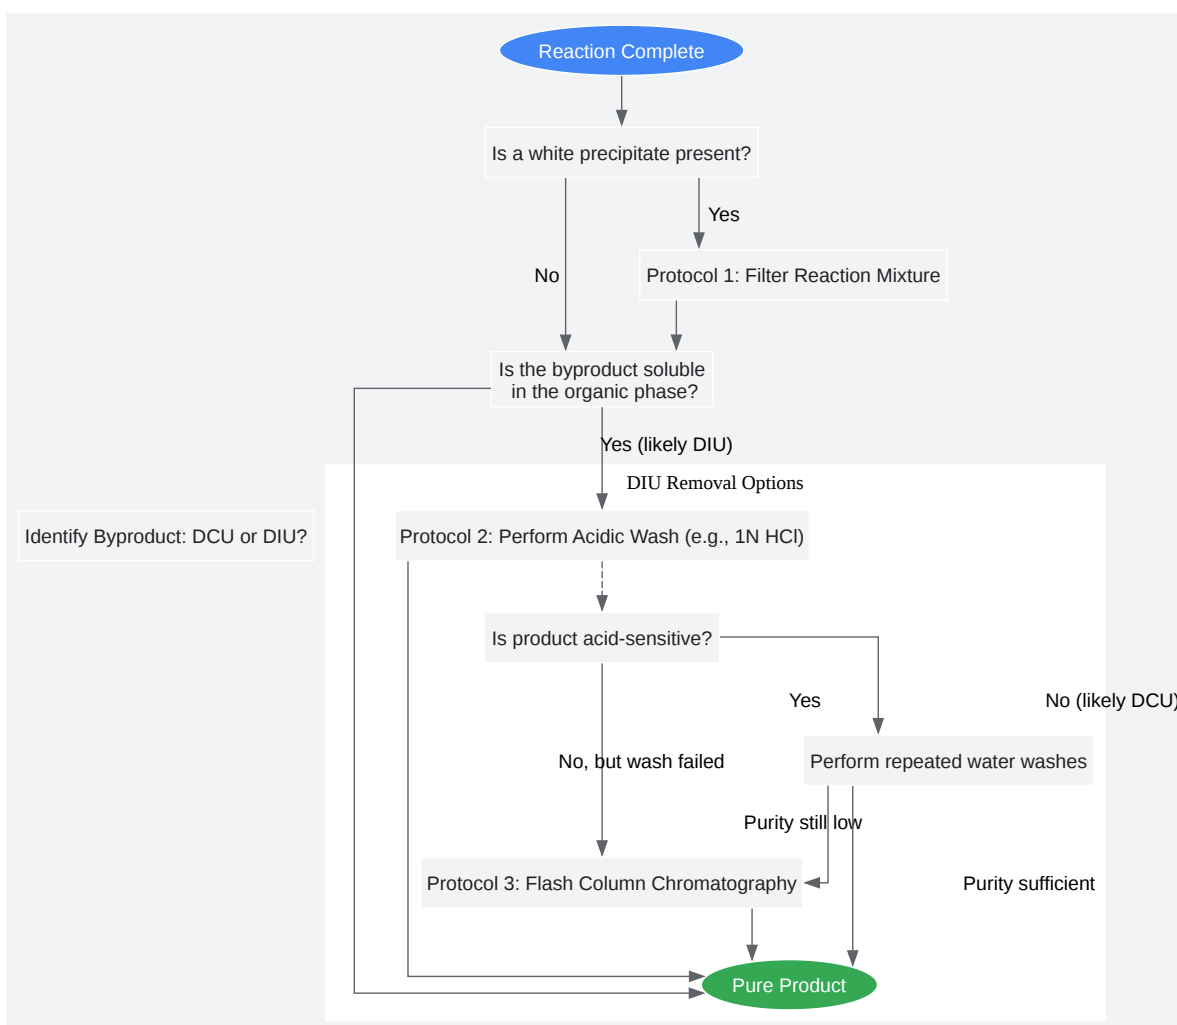 Reaction Complete
Is a white precipitate present?
Yes
No
Protocol 1: Filter Reaction Mixture
Is the byproduct soluble
in the organic phase?
Yes (likely DIU)
DIU Removal Options
Identify Byproduct: DCU or DIU?
Protocol 2: Perform Acidic Wash (e.g., 1N HCl)
Is product acid-sensitive?
Yes
No (likely DCU)
No, but wash failed
Perform repeated water washes
Purity still low
Protocol 3: Flash Column Chromatography
Purity sufficient
Pure Product